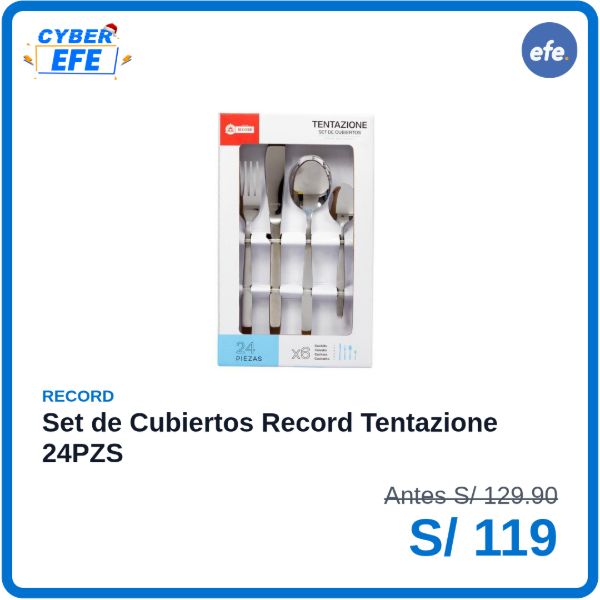 CYBER
EFE
efe.
RECORD
TENTAZIONE
SET DE CUBIERTOS
24
PIEZAS
x6
RECORD
Set de Cubiertos Record Tentazione
24PZS
Antes S/ 129.90
S/ 119